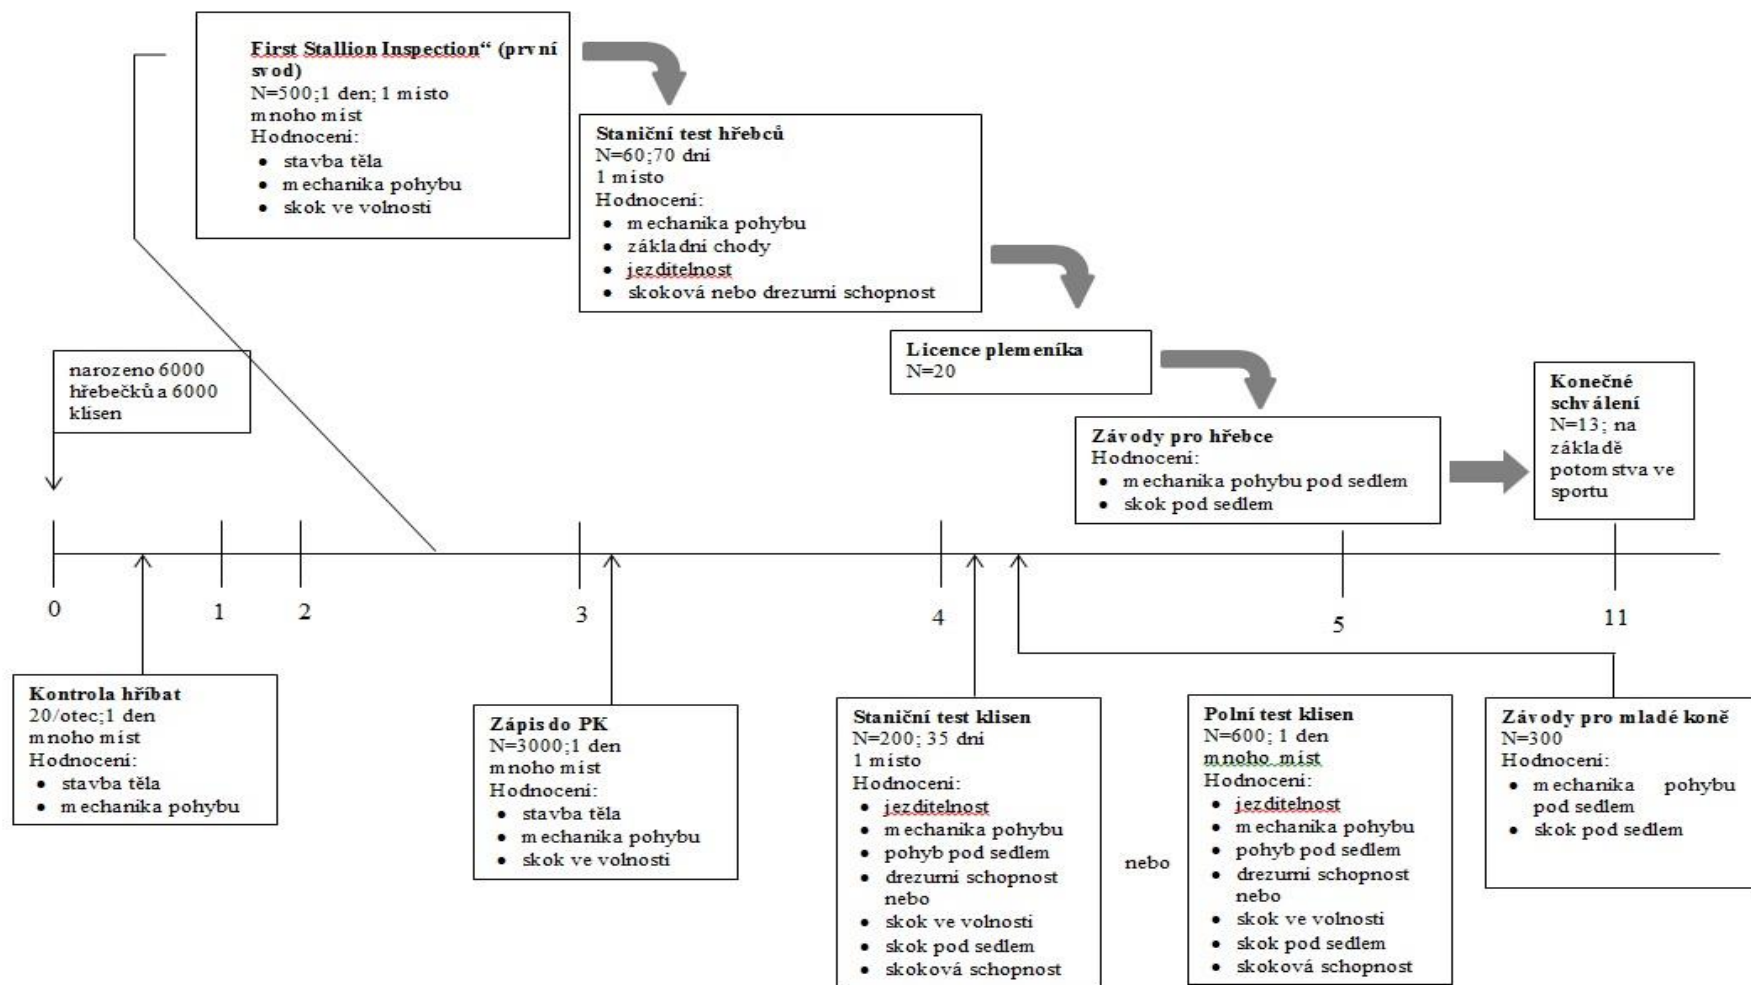 First Stallion Inspection“ (první
svod)
N=500;1 den; 1 místo
mnoho míst
Hodnocení:
• stavba těla
• mechanika pohybu
• skok ve volnosti
Staniční test hřebců
N=60;70 dní
1 místo
Hodnocení:
• mechanika pohybu
• základní chody
• jezditelnost
• skoková nebo drezurní schopnost
Licence plemeníka
N=20
narozeno 6000
hřebečků a 6000
klisen
Konečné
schválení
N=13; na
základě
potomstva ve
sportu
Závody pro hřebce
Hodnocení:
• mechanika pohybu pod sedlem
• skok pod sedlem
0
1
2
3
4
5
11
Kontrola hříbat
20/otec;1 den
mnoho míst
Hodnocení:
• stavba těla
• mechanika pohybu
Zápis do PK
N=3000;1 den
mnoho míst
Hodnocení:
• stavba těla
• mechanika pohybu
• skok ve volnosti
Staniční test klisen
N=200; 35 dní
1 místo
Hodnocení:
• jezditelnost
• mechanika pohybu
• pohyb pod sedlem
• drezurní schopnost
nebo
• skok ve volnosti
• skok pod sedlem
• skoková schopnost
nebo
Polní test klisen
N=600; 1 den
mnoho míst
Hodnocení:
• jezditelnost
• mechanika pohybu
• pohyb pod sedlem
• drezurní schopnost
nebo
• skok ve volnosti
• skok pod sedlem
• skoková schopnost
Závody pro mladé koně
N=300
Hodnocení:
• mechanika pohybu
pod sedlem
• skok pod sedlem